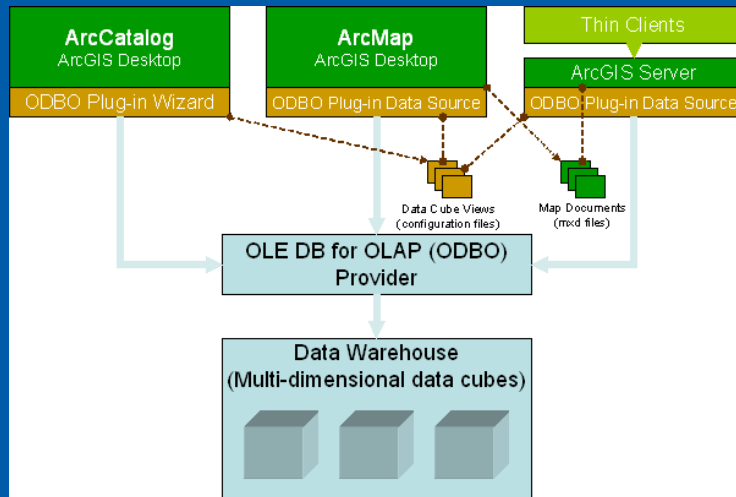 ArcCatalog
ArcGIS Desktop
ODBO Plug-in Wizard
ArcMap
ArcGIS Desktop
ODBO Plug-in Data Source
Thin Clients
ArcGIS Server
ODBO Plug-in Data Source
Data Cube Views
(configuration files)
Map Documents
(mxd files)
OLE DB for OLAP (ODBO)
Provider
Data Warehouse
(Multi-dimensional data cubes)